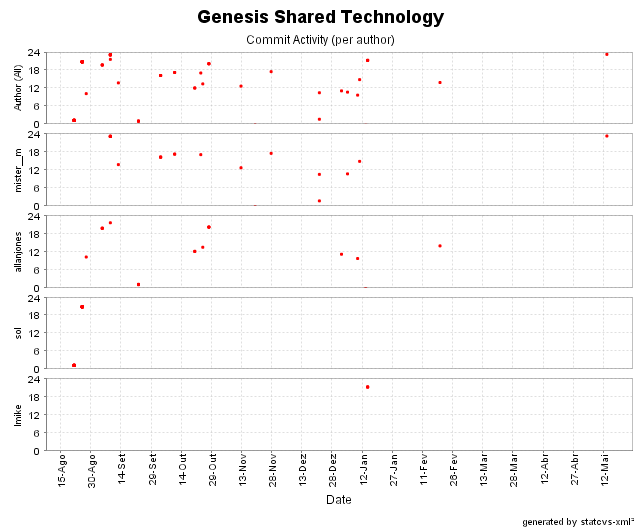 Genesis Shared Technology
Commit Activity (per author)
Author (All)
24
18
12
6
0
mister__m
24
18
12
6
0
allanjones
24
18
12
6
0
sol
24
18
12
6
0
lmike
24
18
12
6
0
15-Ago
30-Ago
14-Set
29-Set
14-Out
29-Out
13-Nov
28-Nov
13-Dez
28-Dez
12-Jan
27-Jan
11-Fev
26-Fev
13-Mar
28-Mar
12-Abr
27-Abr
12-Mai
Date
generated by statcvs-xml²